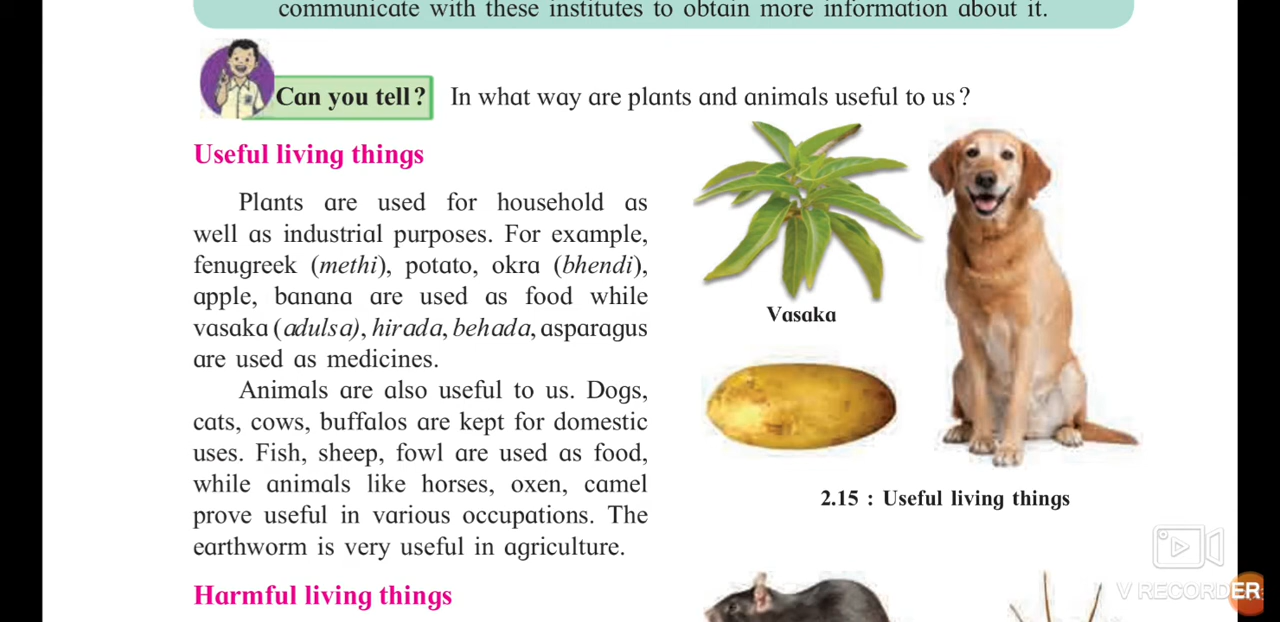 communicate with these institutes to obtain more information about it.
Can you tell? In what way are plants and animals useful to us?
Useful living things
Plants are used for household as
well as industrial purposes. For example,
fenugreek (methi), potato, okra (bhendi),
apple, banana are used as food while
vasaka (adulsa), hirada, behada, asparagus
are used as medicines.
Animals are also useful to us. Dogs,
cats, cows, buffalos are kept for domestic
uses. Fish, sheep, fowl are used as food,
while animals like horses, oxen, camel
prove useful in various occupations. The
earthworm is very useful in agriculture.
Vasaka
2.15 : Useful living things
Harmful living things
V RECORDER